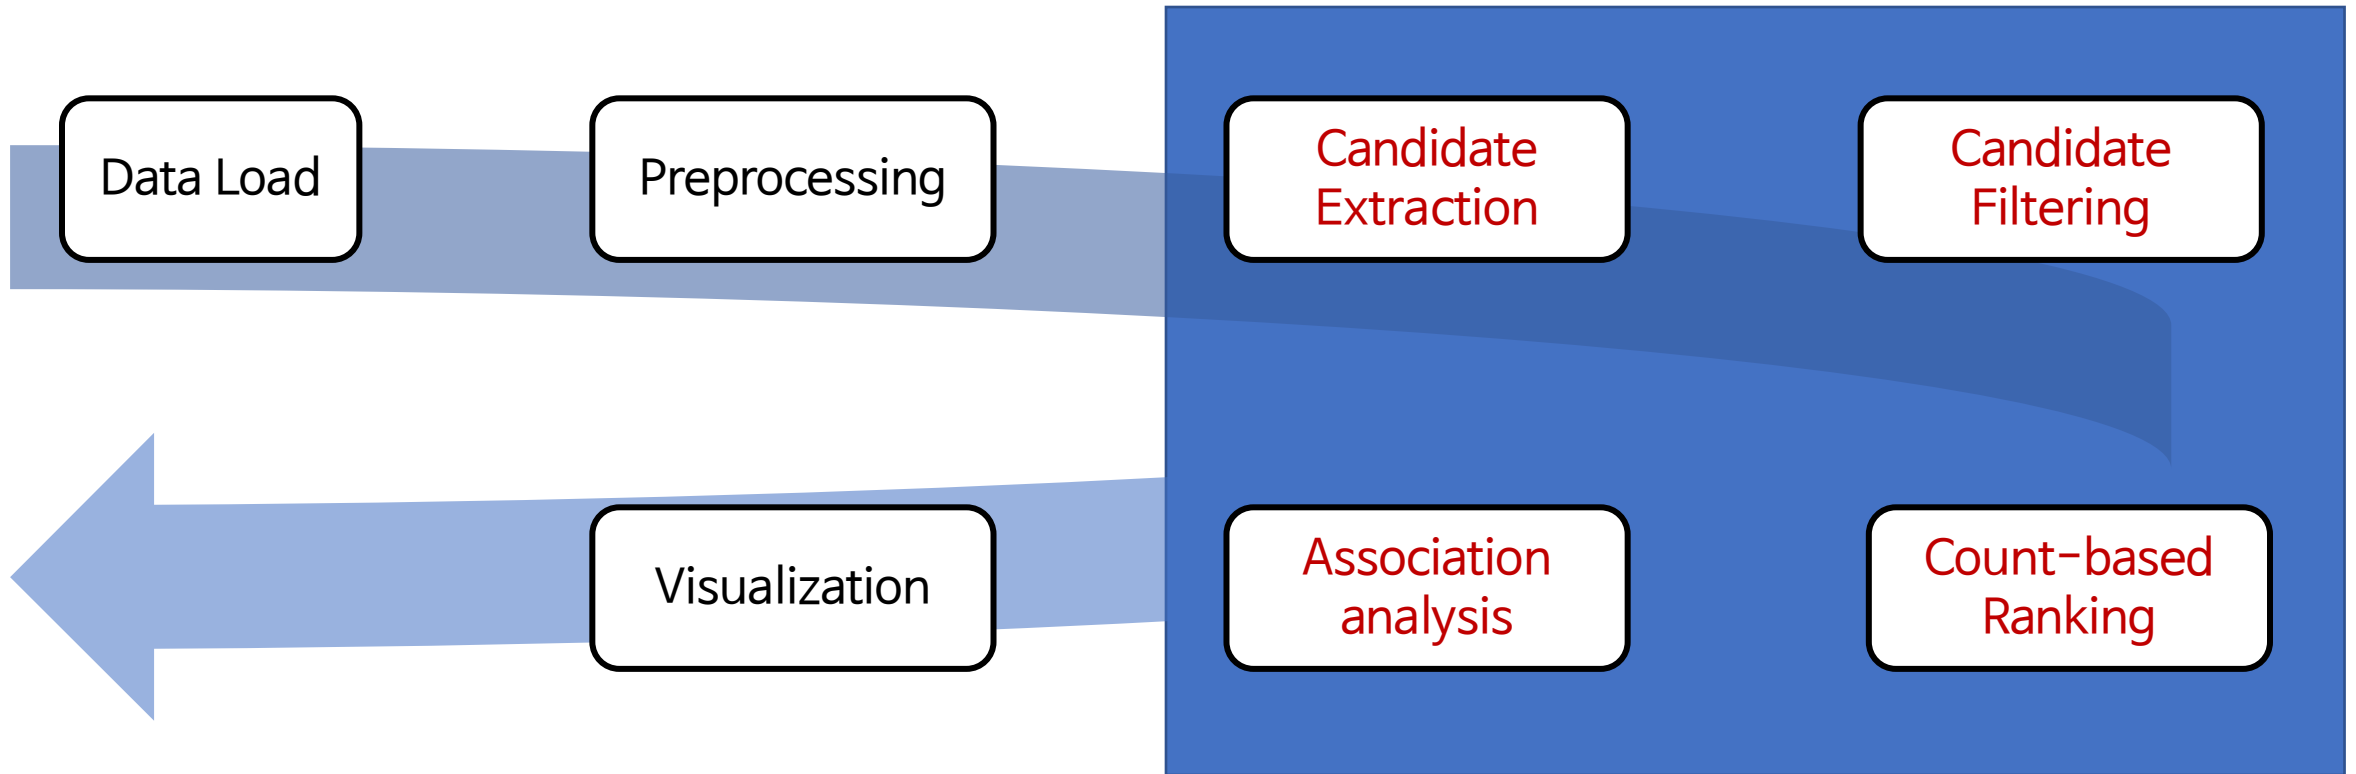 Data Load
Preprocessing
Candidate
Extraction
Candidate
Filtering
Visualization
Association
analysis
Count-based
Ranking